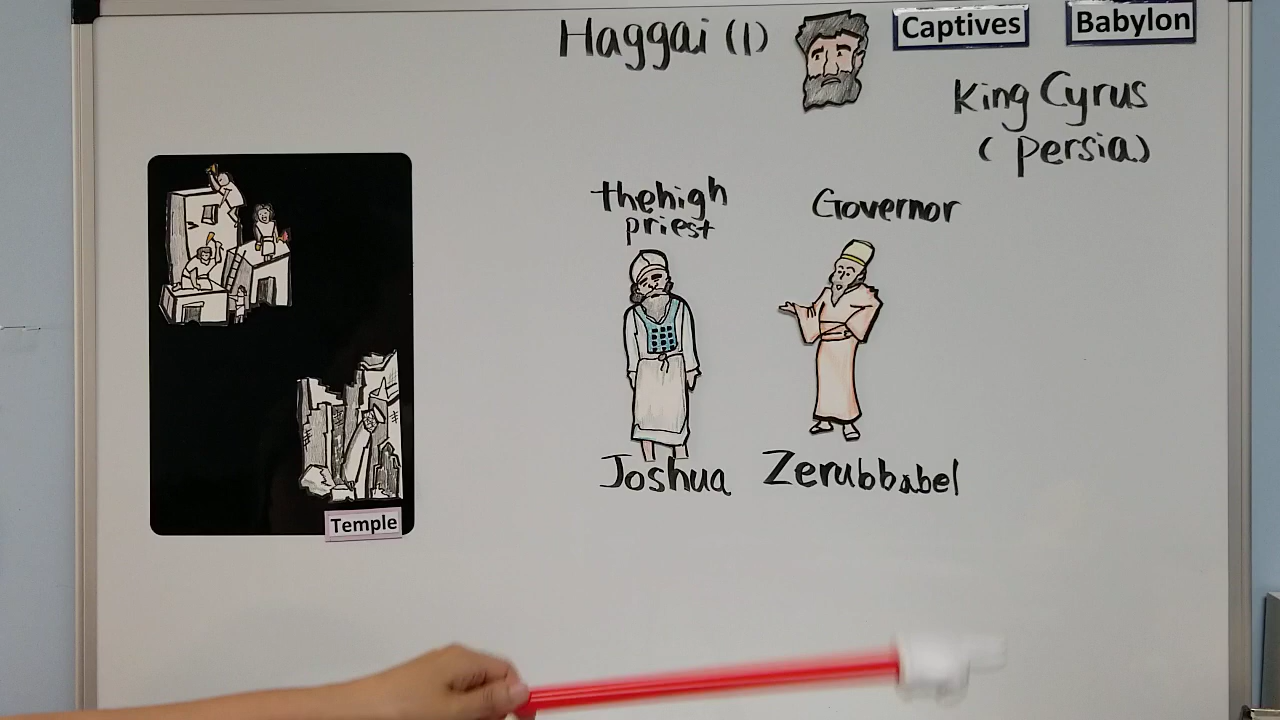 Haggai (1)
Captives
Babylon
King Cyrus
(Persia)
thehigh
priest
Governor
Joshua
Zerubbabel
Temple